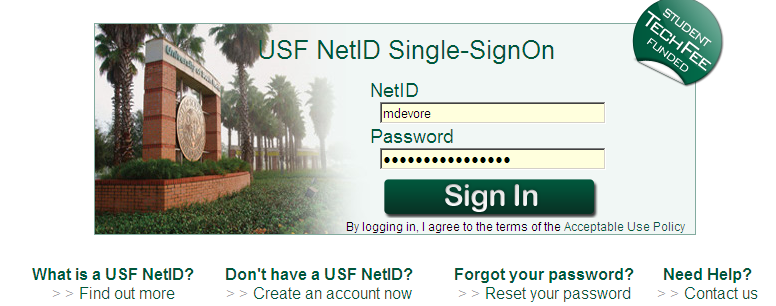 STUDENT
TECHFEE
FUNDED
USF NetID Single-SignOn
NetID
mdevore
Password
••••••••••••••••
Sign In
By logging in, I agree to the terms of the Acceptable Use Policy
What is a USF NetID? Don't have a USF NetID? Forgot your password? Need Help?
> > Find out more > > Create an account now > > Reset your password > > Contact us